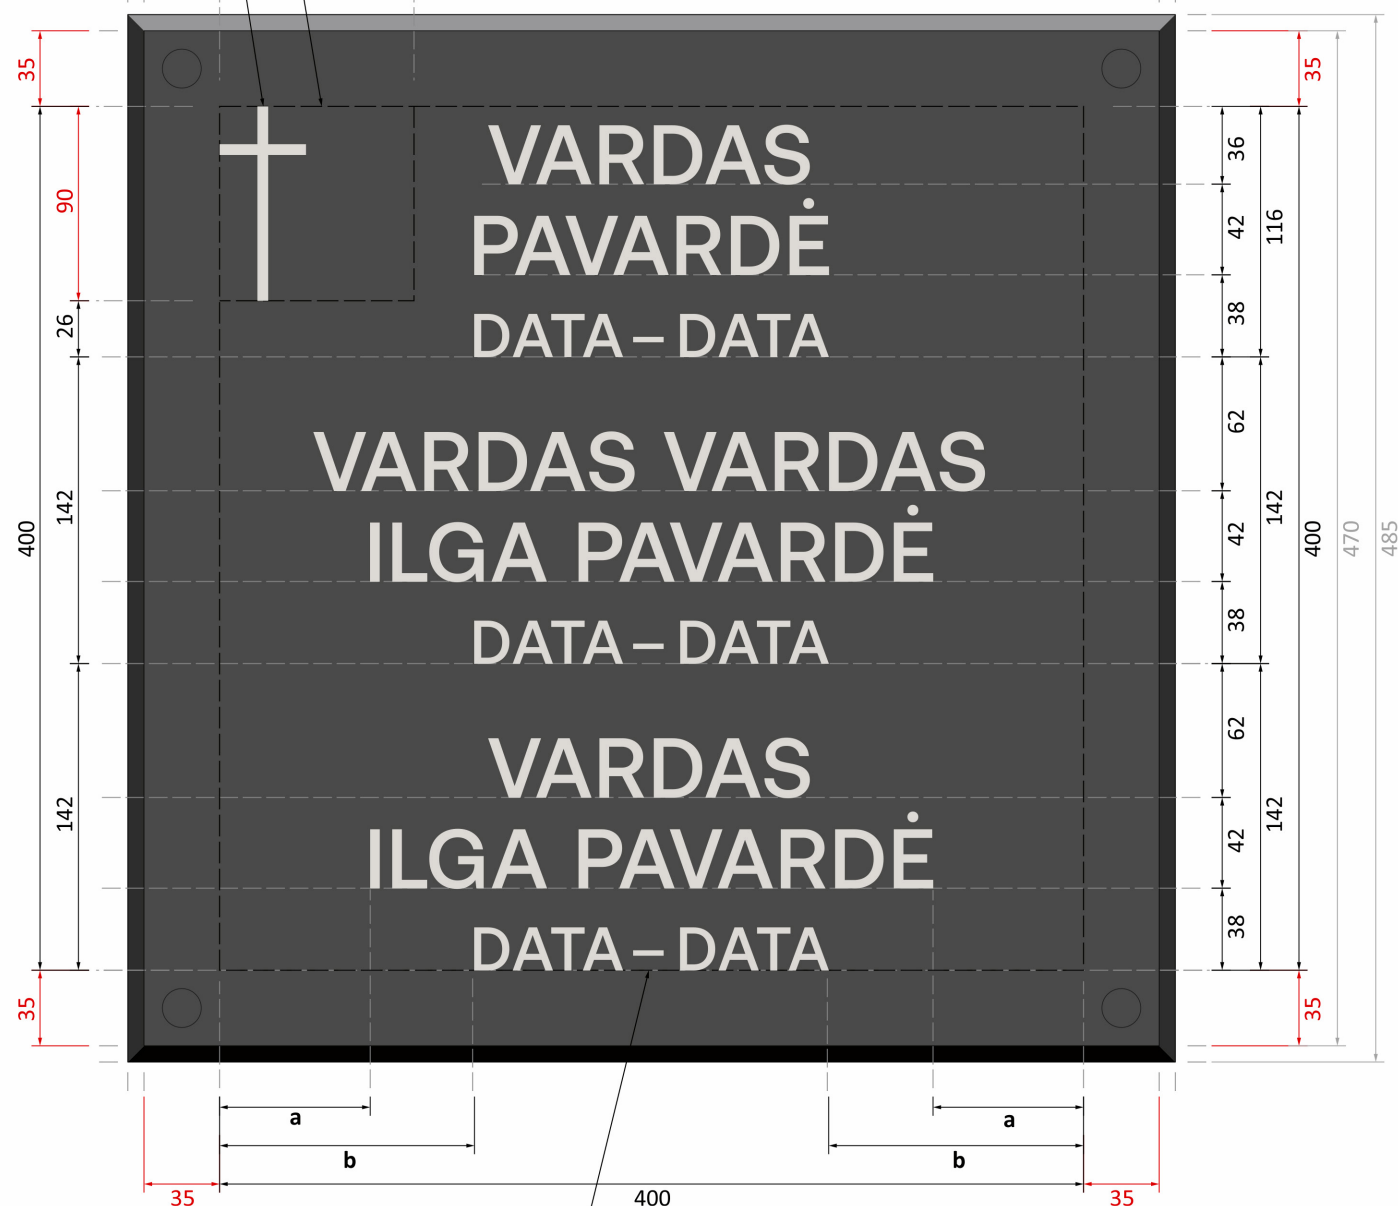 VARDAS
PAVARDĖ
DATA – DATA
VARDAS VARDAS
ILGA PAVARDĖ
DATA – DATA
VARDAS
ILGA PAVARDĖ
DATA – DATA
35
90
26
400
142
142
35
35
36
42
116
38
62
42
142
400
470
485
38
62
42
142
38
35
a
a
b
b
35
400
35